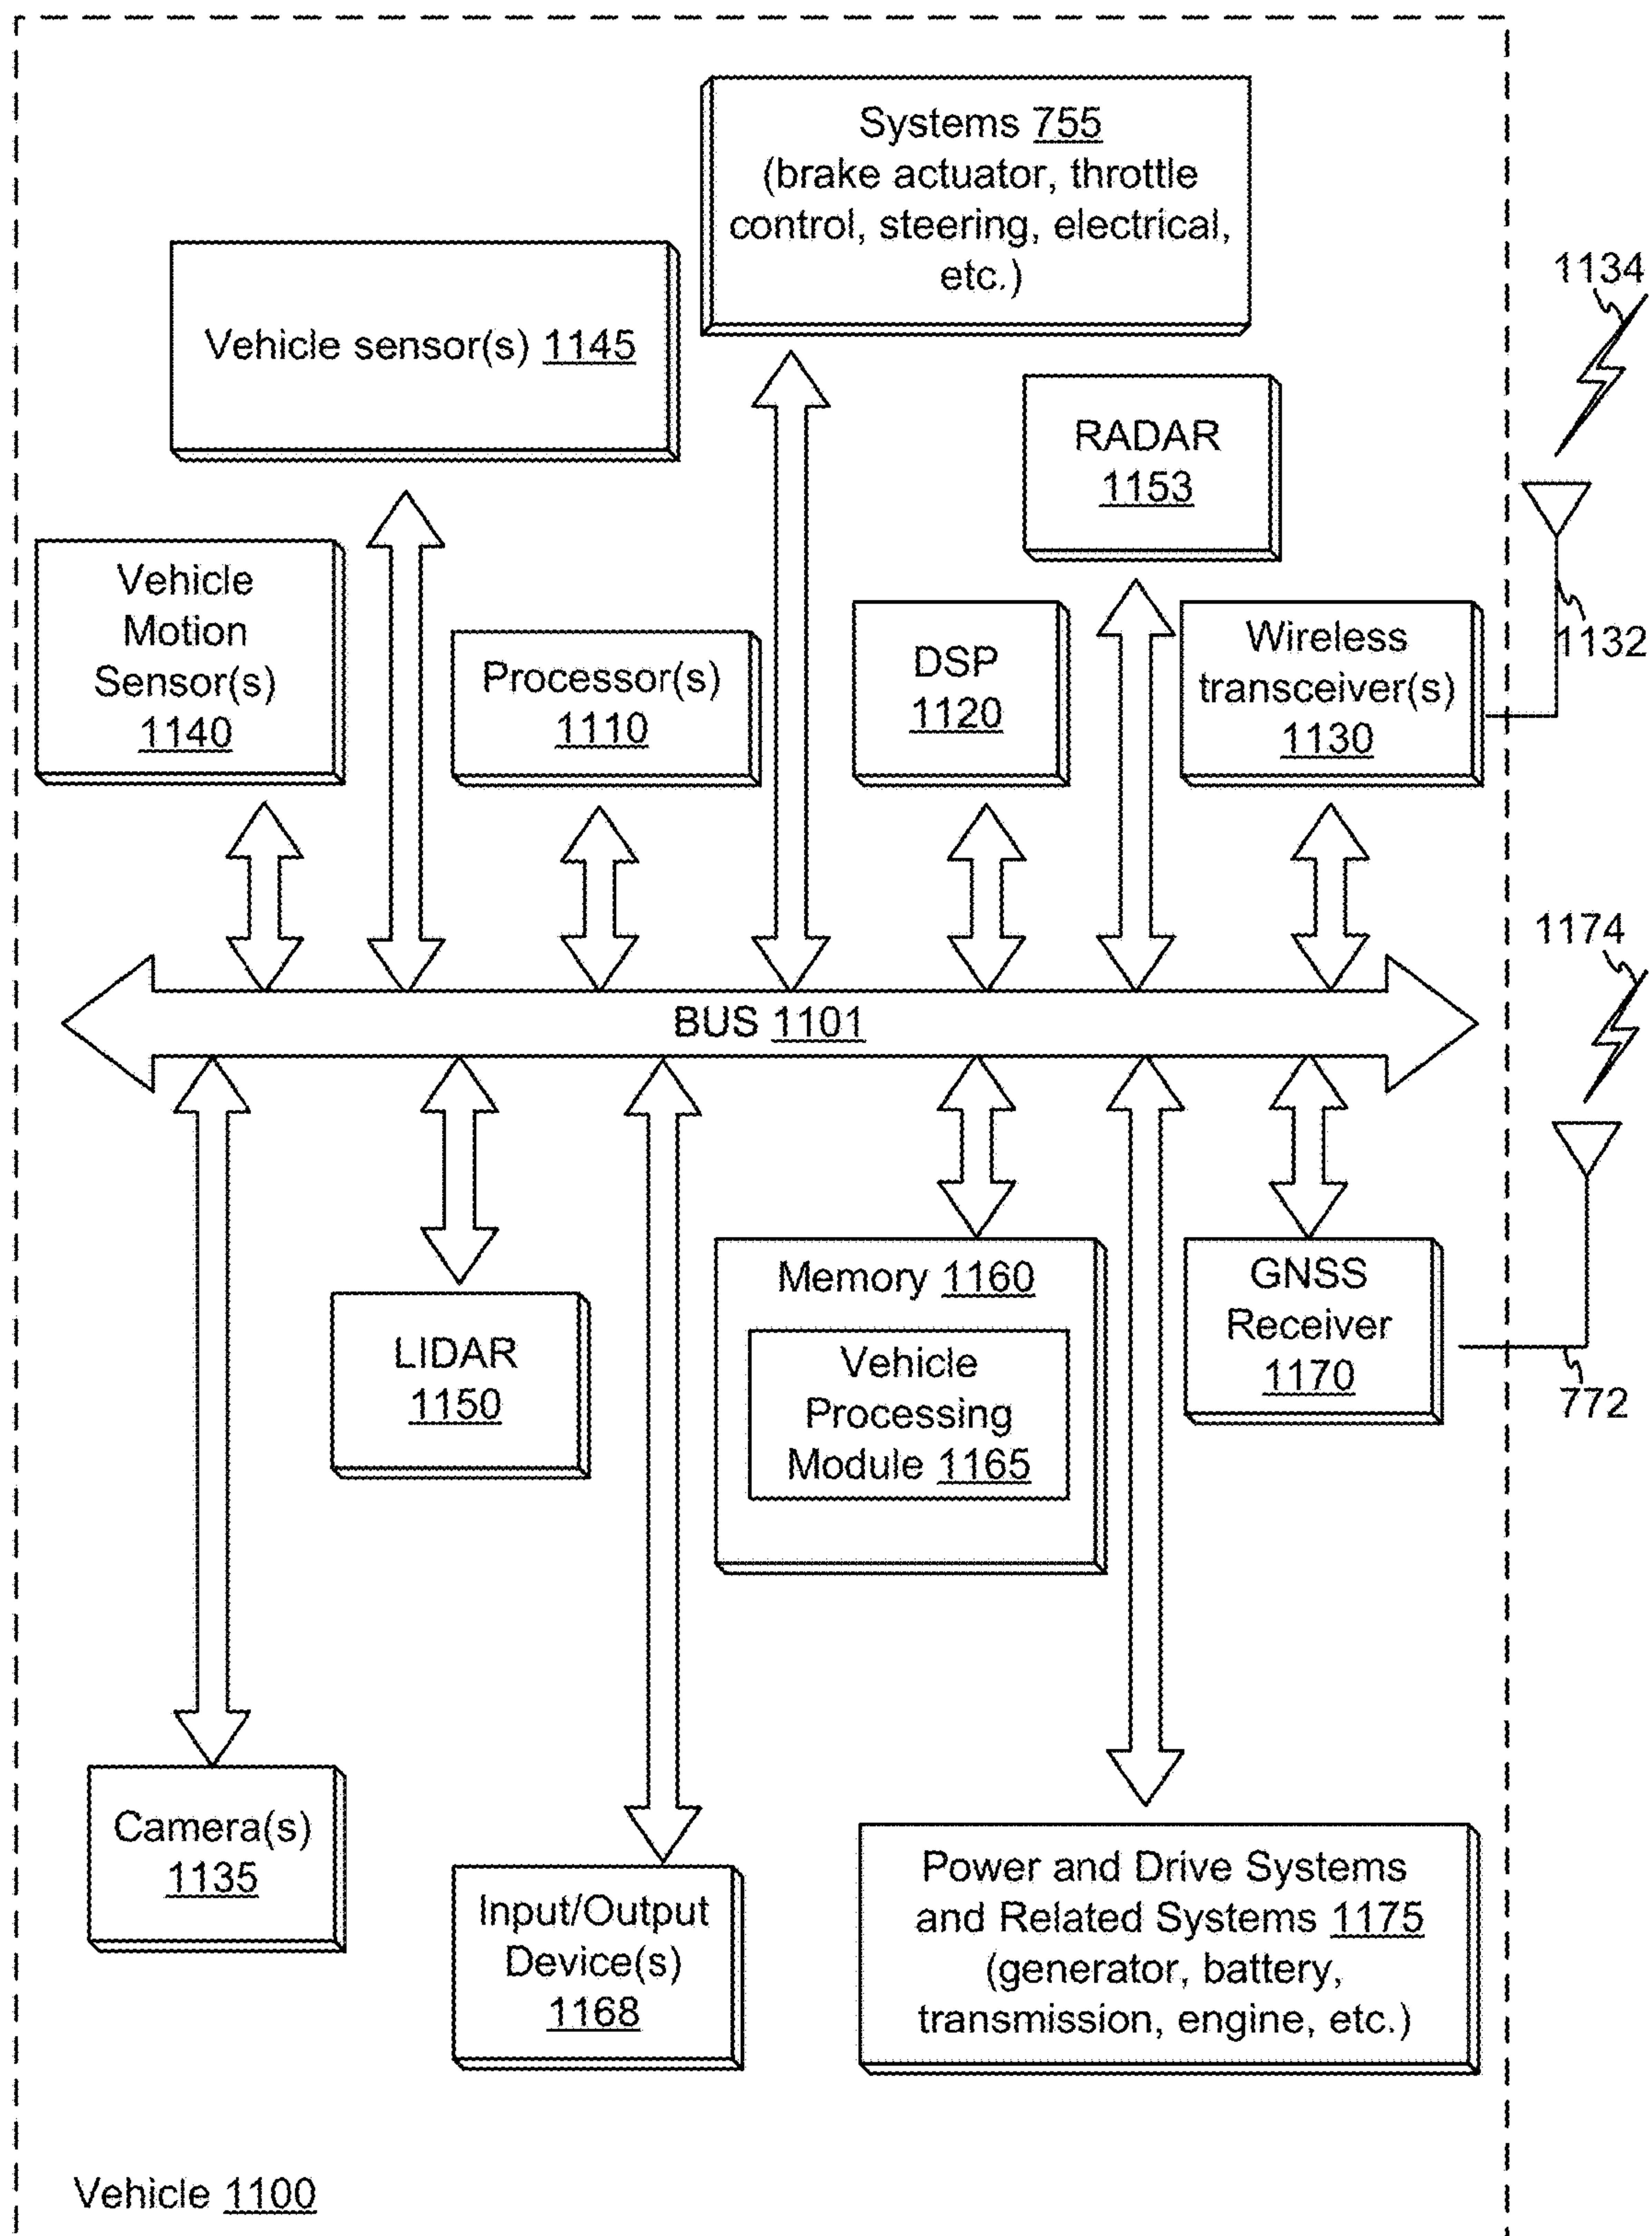 Systems 755
(brake actuator, throttle
control, steering, electrical,
etc.)
1134
Vehicle sensor(s) 1145
RADAR
1153
Vehicle
Motion
Sensor(s)
1140
Processor(s)
1110
DSP
1120
Wireless
transceiver(s)
1130
1132
1174
BUS 1101
LIDAR
1150
Memory 1160
Vehicle
Processing
Module 1165
GNSS
Receiver
1170
772
Camera(s)
1135
Input/Output
Device(s)
1168
Power and Drive Systems
and Related Systems 1175
(generator, battery,
transmission, engine, etc.)
Vehicle 1100